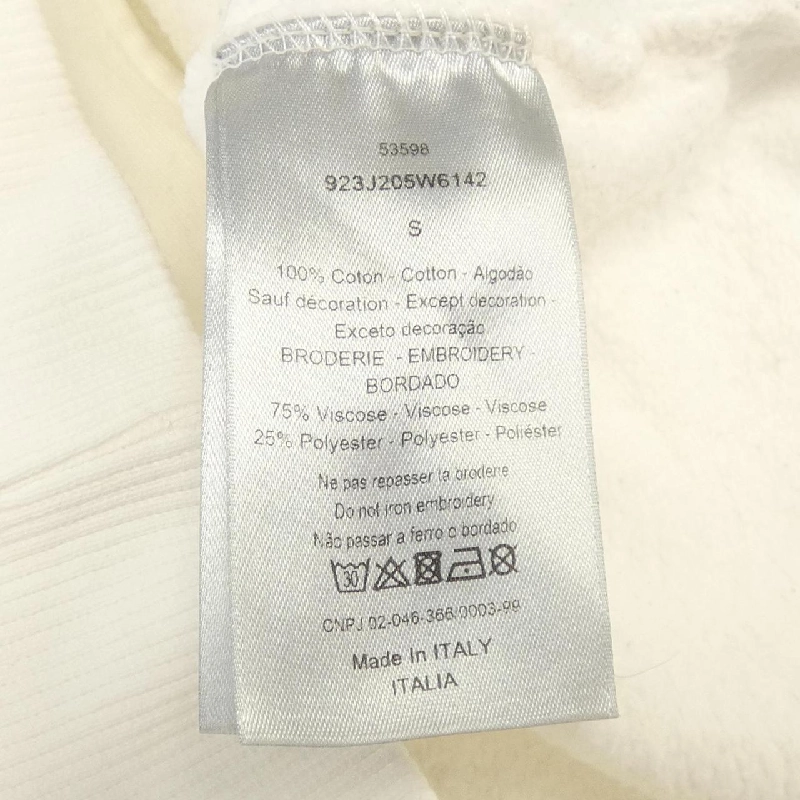 53598
923J205W6142
S
100% Coton - Cotton - Algodão
Sauf décoration - Except decoration -
Exceto decoração
BRODERIE - EMBROIDERY -
BORDADO
75% Viscose - Viscose - Viscose
25% Polyester - Polyester - Poliéster
Ne pas repasser la broderie
Do not iron embroidery
Não passar a ferro o bordado
30
CNPJ 02-046-366/0003-99
Made In ITALY
ITALIA